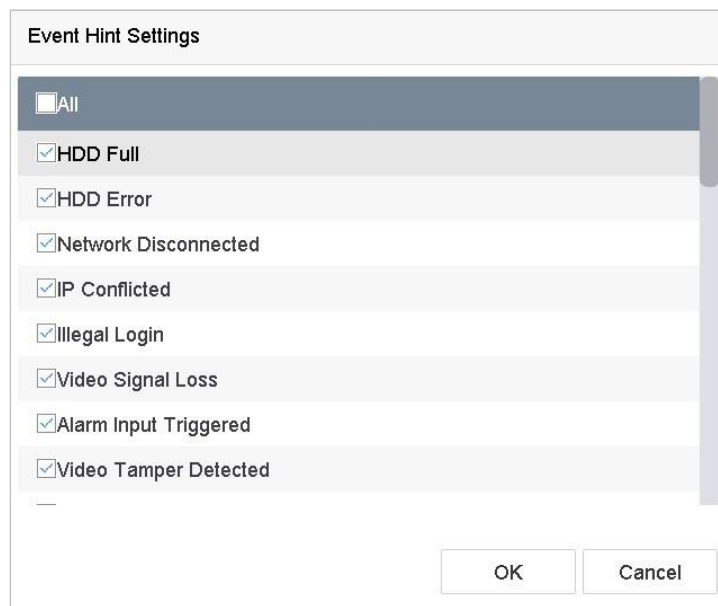 Event Hint Settings
All
HDD Full
HDD Error
Network Disconnected
IP Conflicted
Illegal Login
Video Signal Loss
Alarm Input Triggered
Video Tamper Detected
OK
Cancel